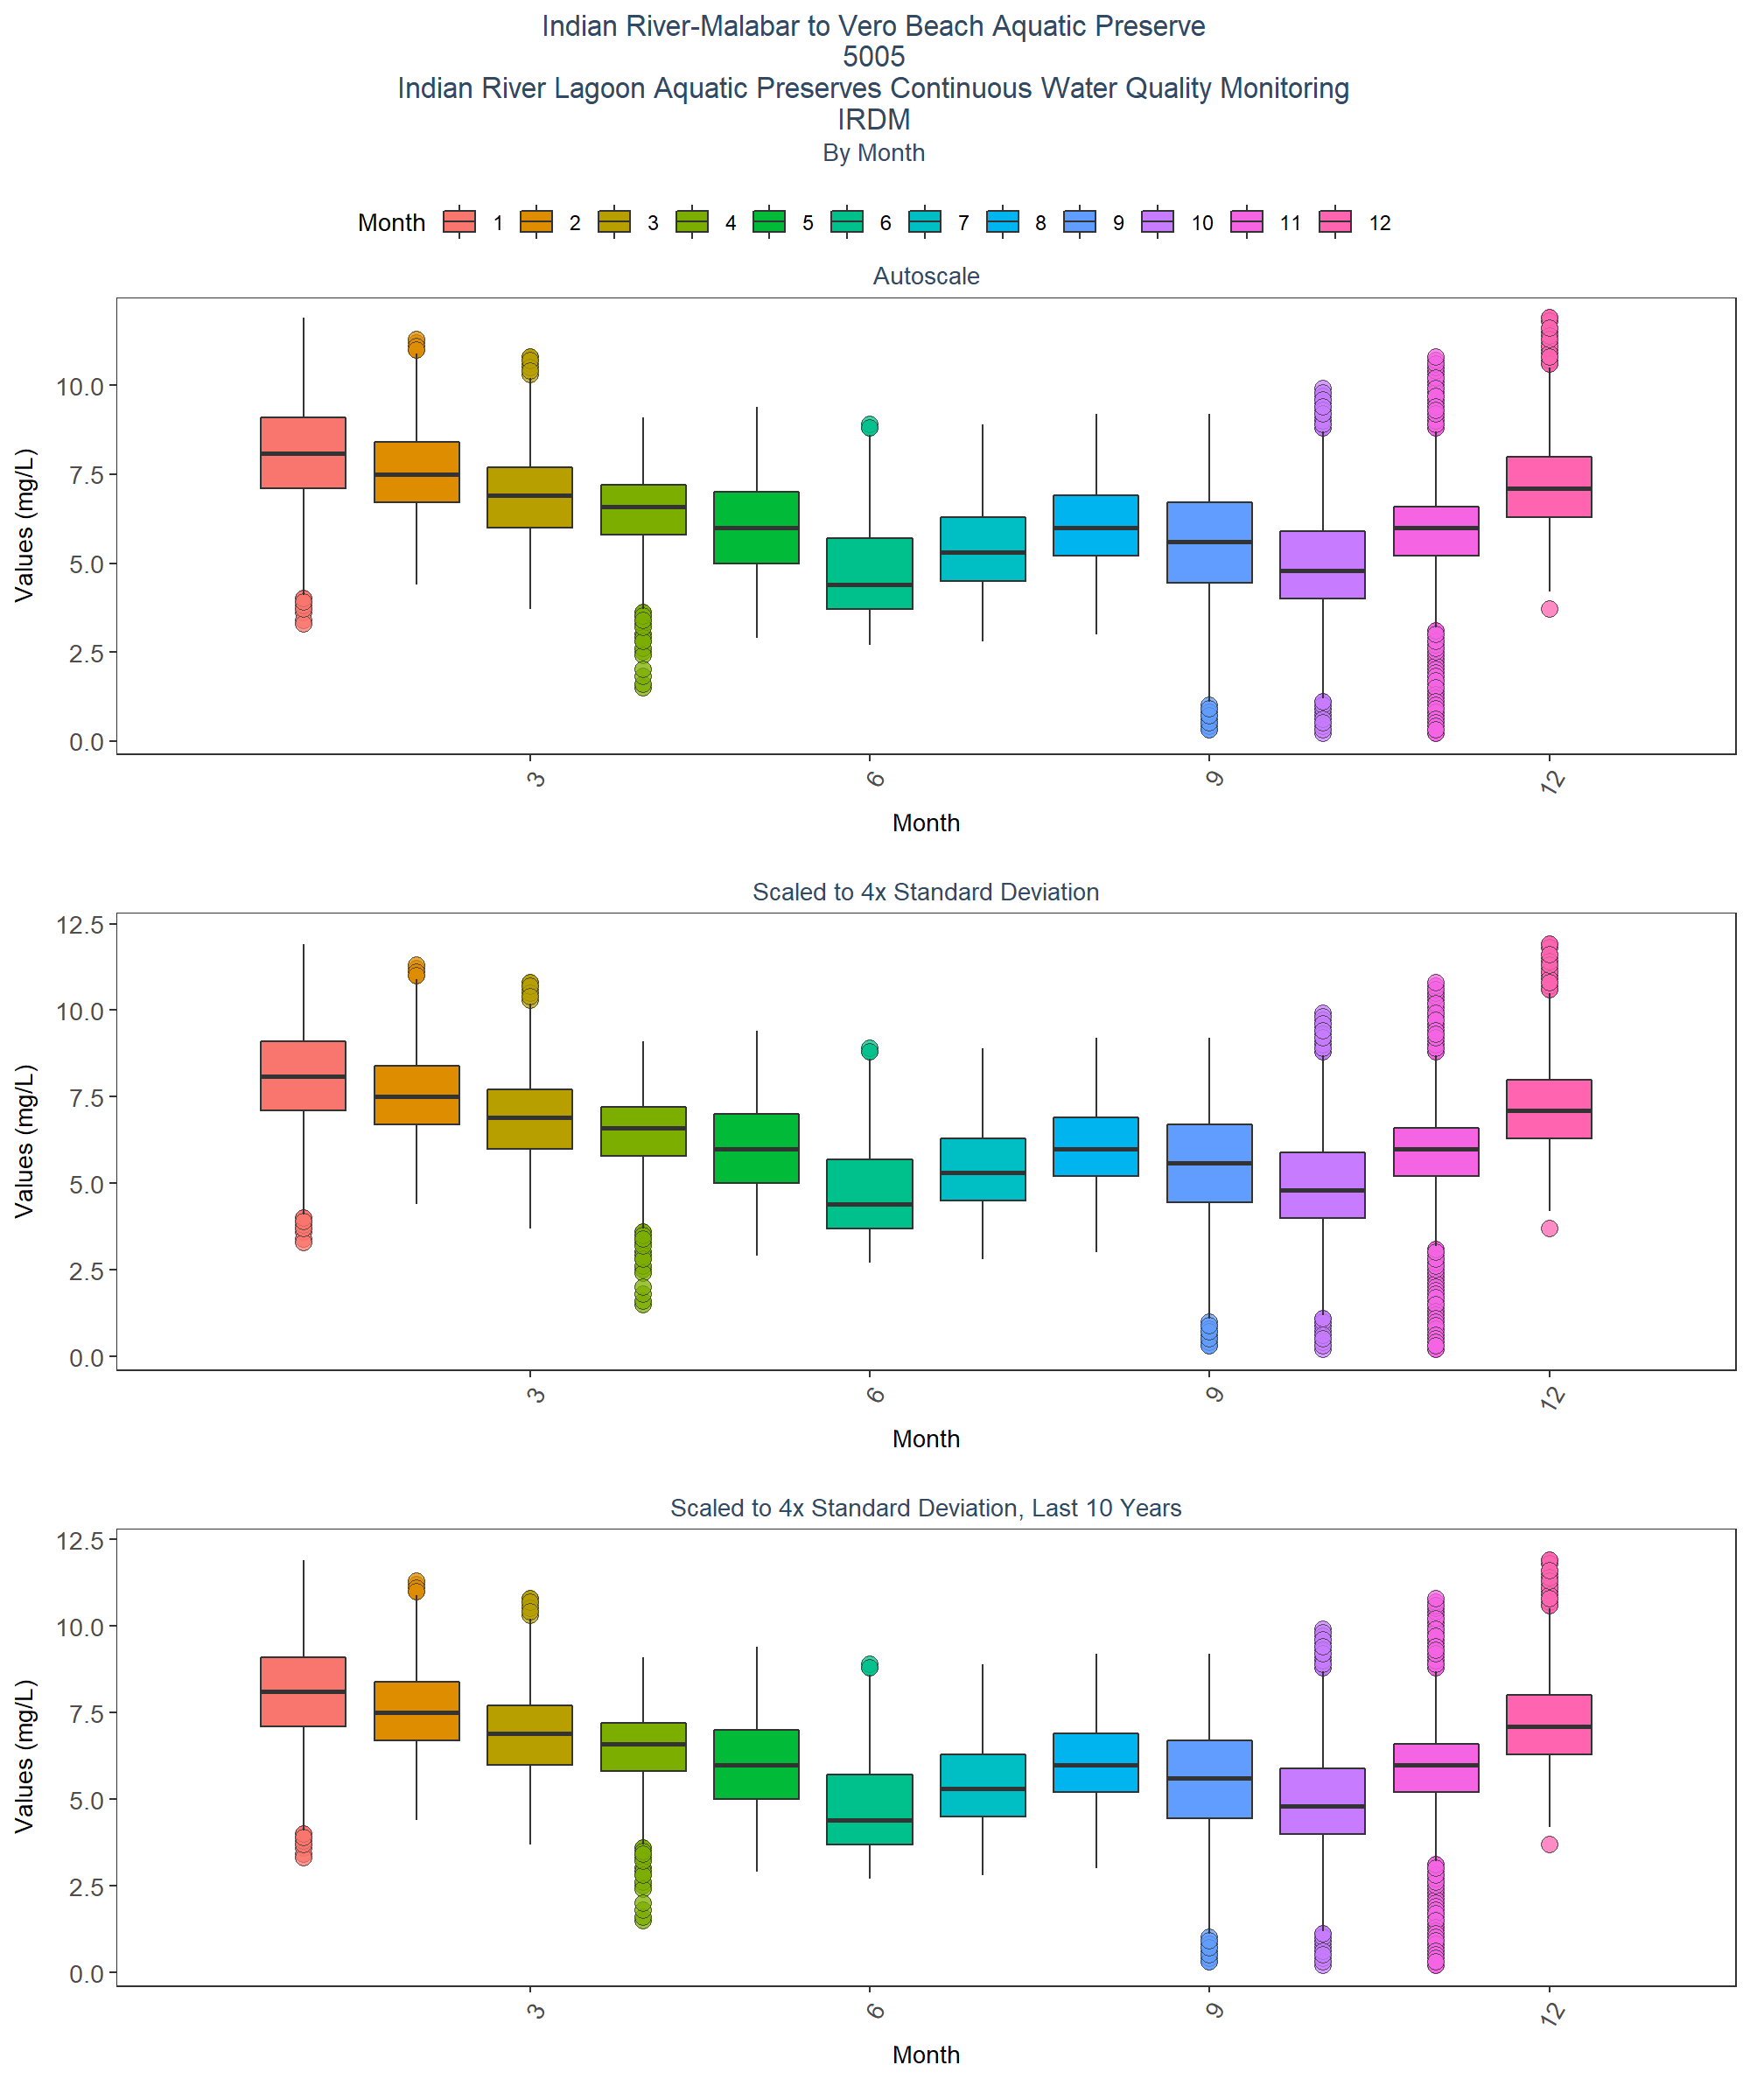 Indian River-Malabar to Vero Beach Aquatic Preserve
5005
Indian River Lagoon Aquatic Preserves Continuous Water Quality Monitoring
IRDM
By Month
Month 1 2 3 4 5 6 7 8 9 10 11 12
Autoscale
Values (mg/L)
10.0
7.5
5.0
2.5
0.0
3 6 9 12
Month
Scaled to 4x Standard Deviation
Values (mg/L)
12.5
10.0
7.5
5.0
2.5
0.0
3 6 9 12
Month
Scaled to 4x Standard Deviation, Last 10 Years
Values (mg/L)
12.5
10.0
7.5
5.0
2.5
0.0
3 6 9 12
Month